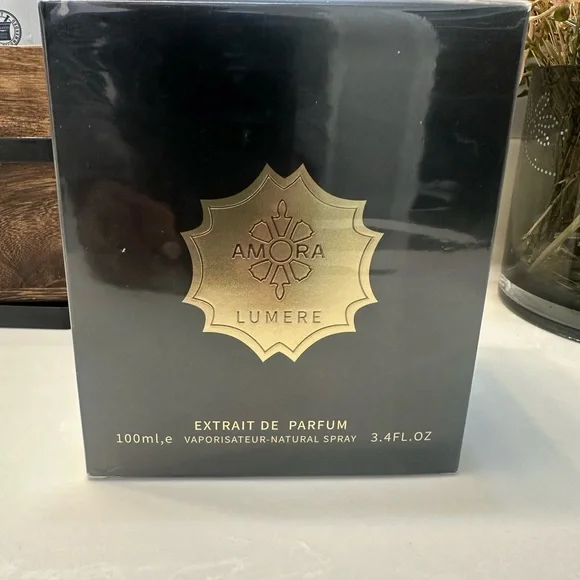 AMORA
LUMERE
EXTRAIT DE PARFUM
100ml,e VAPORISATEUR-NATURAL SPRAY 3.4FL.OZ